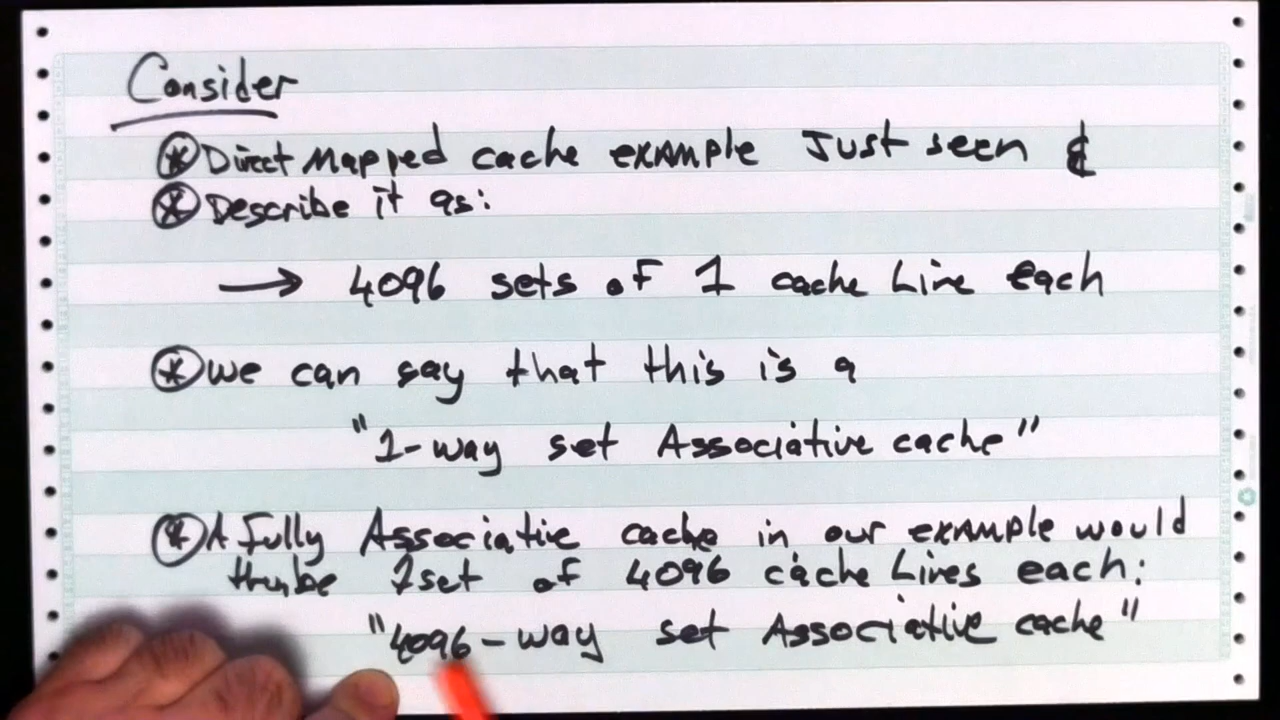 Consider
⊛ Direct Mapped cache example Just seen &
⊛ Describe it as:
→ 4096 sets of 1 cache Line each
⊛ we can say that this is a
"1-way set Associative cache"
⊛ A fully Associative cache in our example would
then be 1 set of 4096 cache Lines each:
"4096-way set Associative cache"